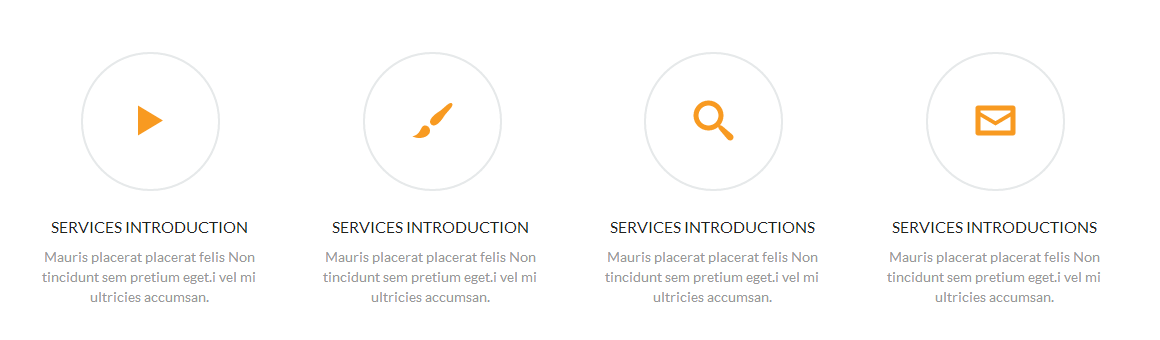 SERVICES INTRODUCTION
Mauris placerat placerat felis Non
tincidunt sem pretium eget.i vel mi
ultricies accumsan.
SERVICES INTRODUCTION
Mauris placerat placerat felis Non
tincidunt sem pretium eget.i vel mi
ultricies accumsan.
SERVICES INTRODUCTIONS
Mauris placerat placerat felis Non
tincidunt sem pretium eget.i vel mi
ultricies accumsan.
SERVICES INTRODUCTIONS
Mauris placerat placerat felis Non
tincidunt sem pretium eget.i vel mi
ultricies accumsan.